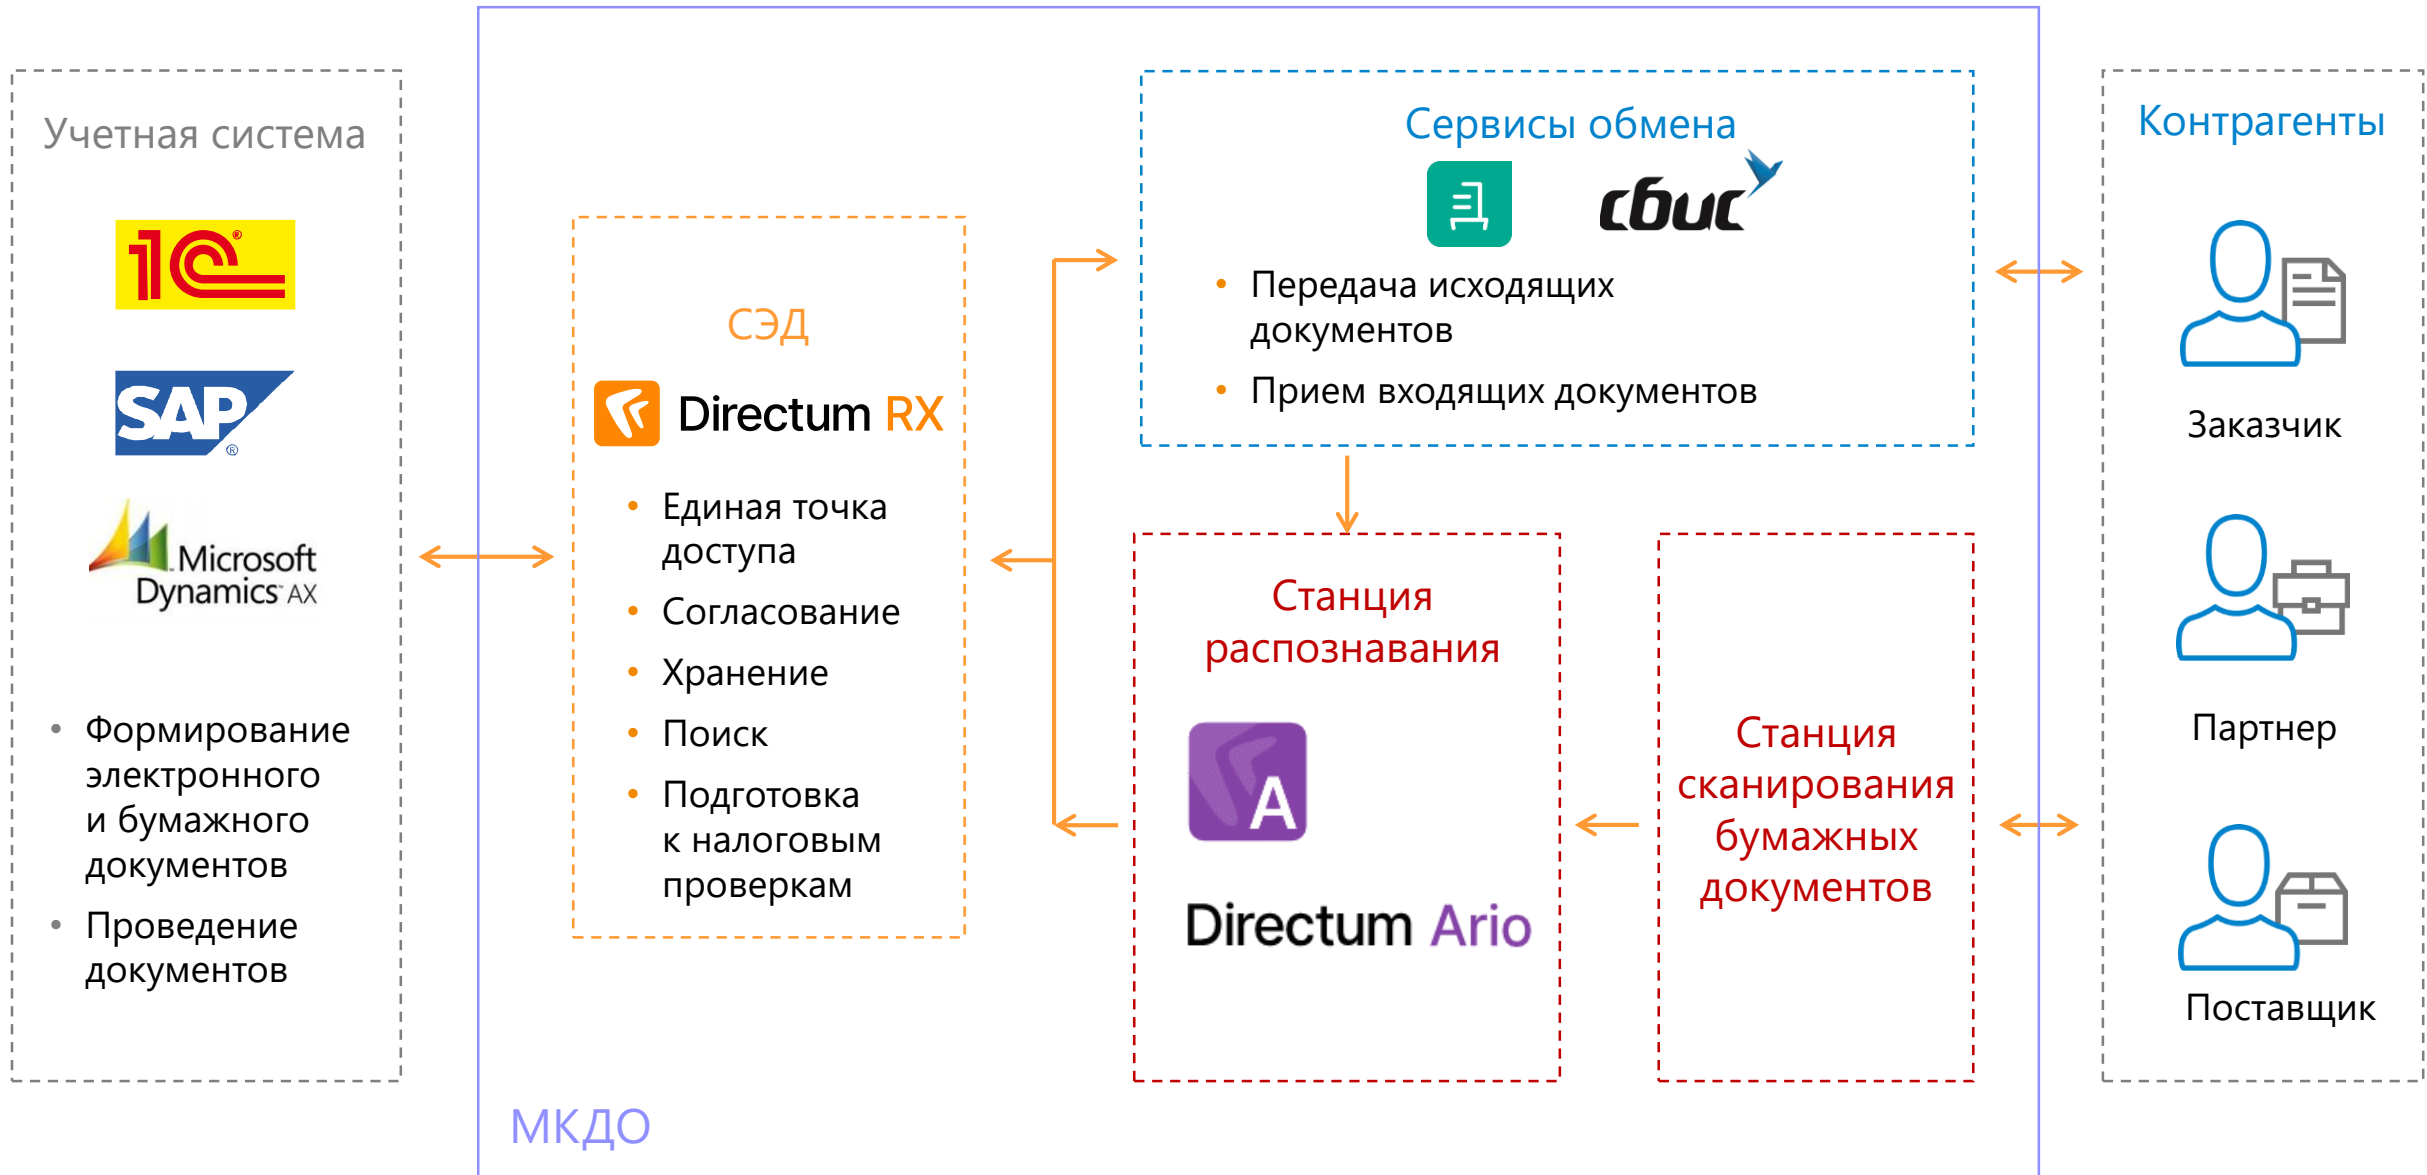 Учетная система
1С
SAP
Microsoft
Dynamics AX
• Формирование
электронного
и бумажного
документов
• Проведение
документов
СЭД
Directum RX
• Единая точка
доступа
• Согласование
• Хранение
• Поиск
• Подготовка
к налоговым
проверкам
МКДО
Сервисы обмена
сбис
• Передача исходящих
документов
• Прием входящих документов
Станция
распознавания
A
Directum Ario
Станция
сканирования
бумажных
документов
Контрагенты
Заказчик
Партнер
Поставщик